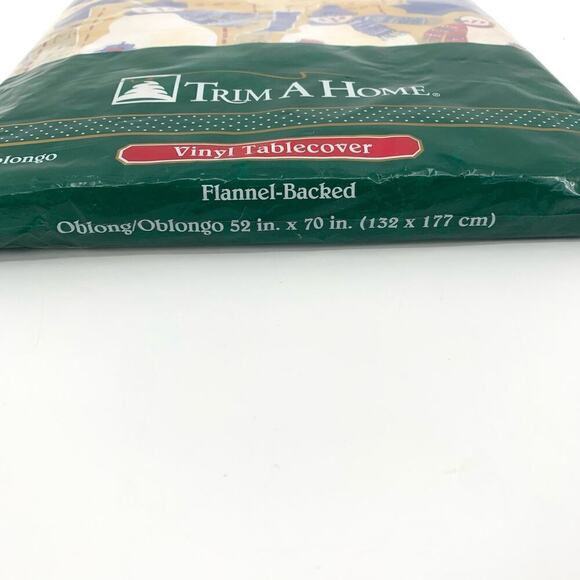 TRIM A HOME®
blongo
Vinyl Tablecover
Flannel-Backed
Oblong/Oblongo 52 in. x 70 in. (132 x 177 cm)